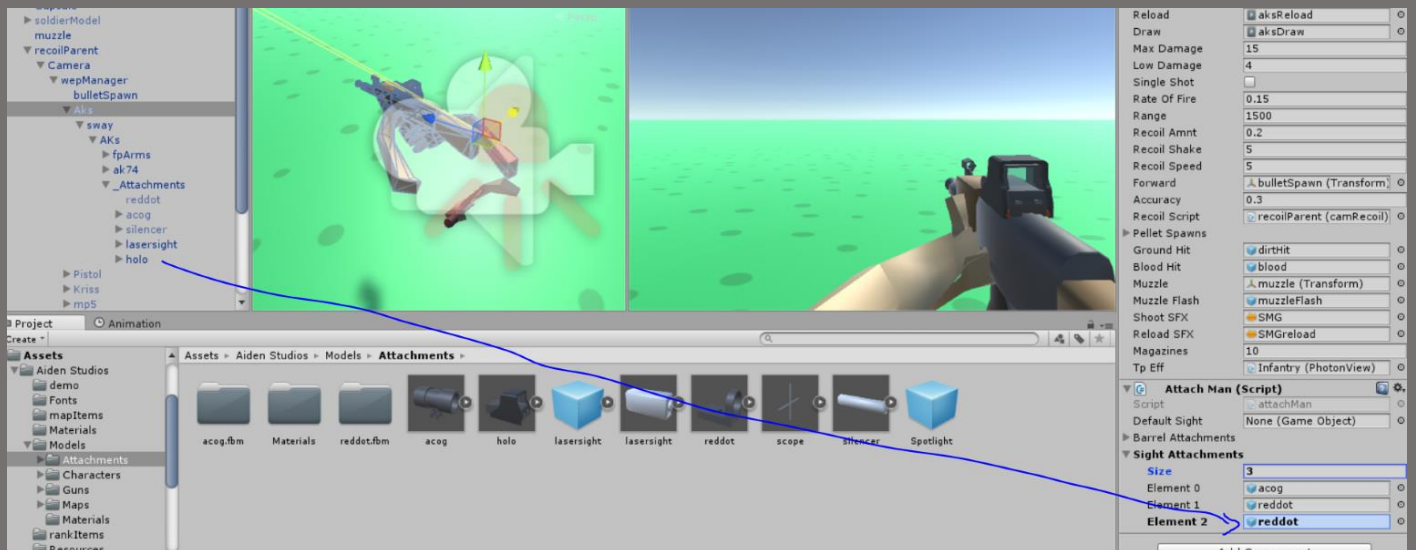 soldierModel
muzzle
recoilParent
Camera
wepManager
bulletSpawn
Aks
sway
AKs
fpArms
ak74
_Attachments
reddot
acog
silencer
lasersight
holo
Pistol
Kriss
mp5
Persp
Reload aksReload
Draw aksDraw
Max Damage 15
Low Damage 4
Single Shot
Rate Of Fire 0.15
Range 1500
Recoil Amnt 0.2
Recoil Shake 5
Recoil Speed 5
Forward bulletSpawn (Transform)
Accuracy 0.3
Recoil Script recoilParent (camRecoil)
Pellet Spawns
Ground Hit dirtHit
Blood Hit blood
Muzzle muzzle (Transform)
Muzzle Flash muzzleFlash
Shoot SFX SMG
Reload SFX SMGreload
Magazines 10
Tp Eff Infantry (PhotonView)
Attach Man (Script)
Script attachMan
Default Sight None (Game Object)
Barrel Attachments
Sight Attachments
Size 3
Element 0 acog
Element 1 reddot
Element 2 reddot
Project Animation
Create
Assets
Aiden Studios
demo
Fonts
mapItems
Materials
Models
Attachments
Characters
Guns
Maps
Materials
rankItems
Resources
Assets Aiden Studios Models Attachments
acog.fbm Materials reddot.fbm acog holo lasersight lasersight reddot scope silencer Spotlight